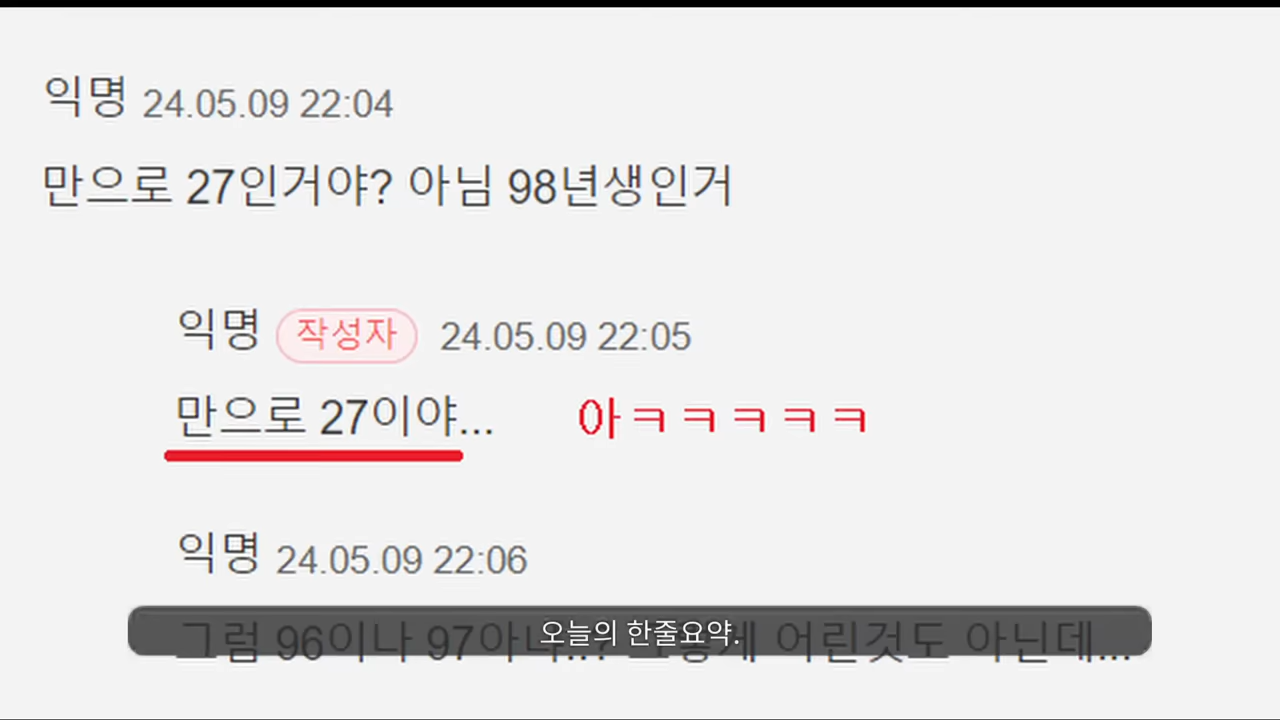 익명 24.05.09 22:04
만으로 27인거야? 아님 98년생인거
익명 작성자 24.05.09 22:05
만으로 27이야... 아ㅋㅋㅋㅋㅋ
익명 24.05.09 22:06
그럼 96이나 97아냐..? 그렇게 어린것도 아닌데...
오늘의 한줄요약.